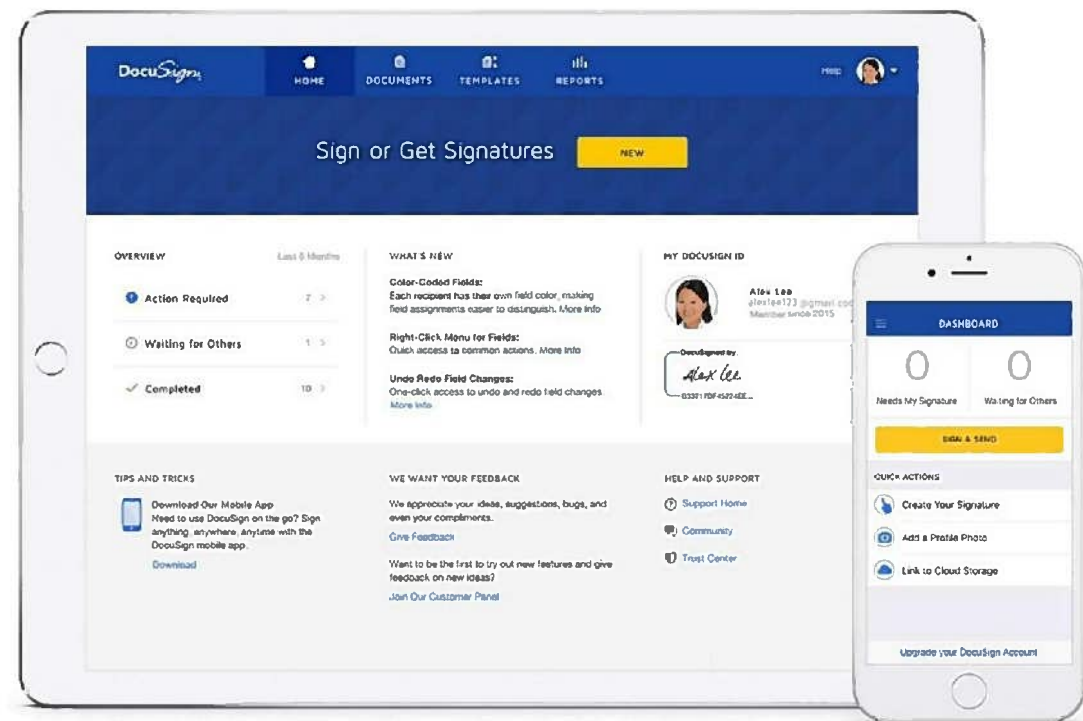 DocuSign
HOME
DOCUMENTS
TEMPLATES
REPORTS
Help
Sign or Get Signatures
NEW
OVERVIEW
Last 6 Months
Action Required
Waiting for Others
1 >
Completed
10 >
WHAT'S NEW
Color-Coded Fields:
Each recipient has their own field color, making
field assignments easier to distinguish. More Info
Right-Click Menu for Fields:
Quick access to common actions. More Info
Undo Redo Field Changes:
One-click access to undo and redo field changes.
More Info
MY DOCUSIGN ID
Alex Lee
alexlee123@gmail.com
Member since 2015
DocuSigned by:
Alex Lee
TIPS AND TRICKS
Download Our Mobile App
Need to use DocuSign on the go? Sign
anything, anywhere, anytime with the
DocuSign mobile app.
Download
WE WANT YOUR FEEDBACK
We appreciate your ideas, suggestions, bugs, and
even your compliments.
Give Feedback
Want to be the first to try out new features and give
feedback on new ideas?
Join Our Customer Panel
HELP AND SUPPORT
Support Home
Community
Trust Center
DASHBOARD
0
0
Needs My Signature
Waiting for Others
SIGN & SEND
QUICK ACTIONS
Create Your Signature
Add a Profile Photo
Link to Cloud Storage
Upgrade your DocuSign Account